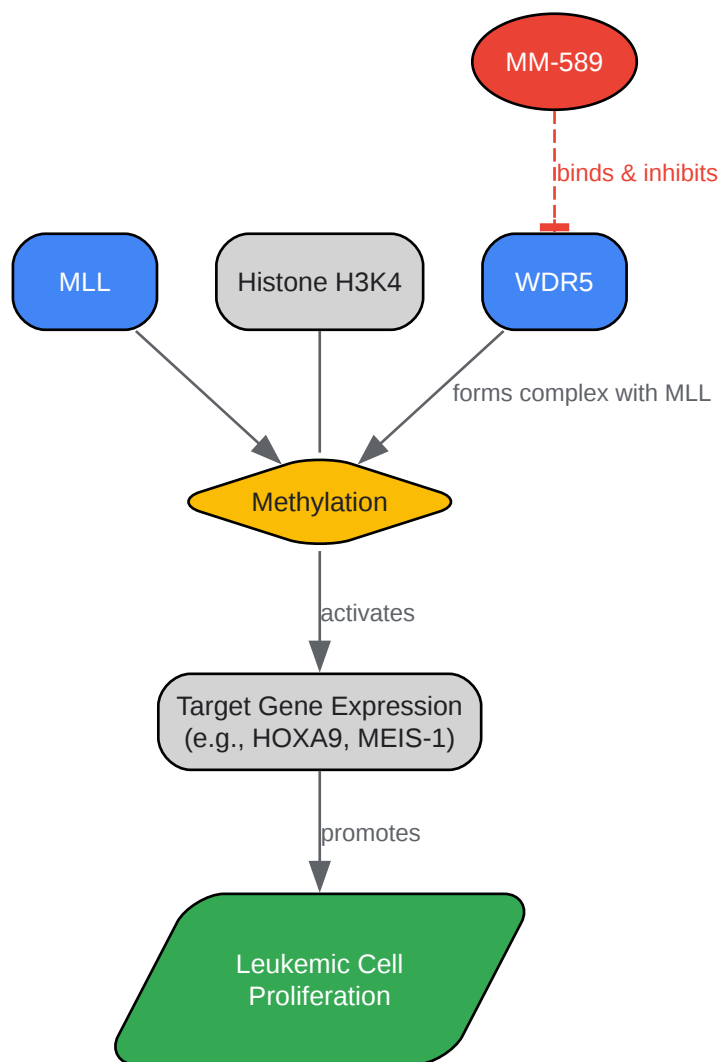 MM-589
binds & inhibits
MLL
Histone H3K4
WDR5
forms complex with MLL
Methylation
activates
Target Gene Expression
(e.g., HOXA9, MEIS-1)
promotes
Leukemic Cell
Proliferation